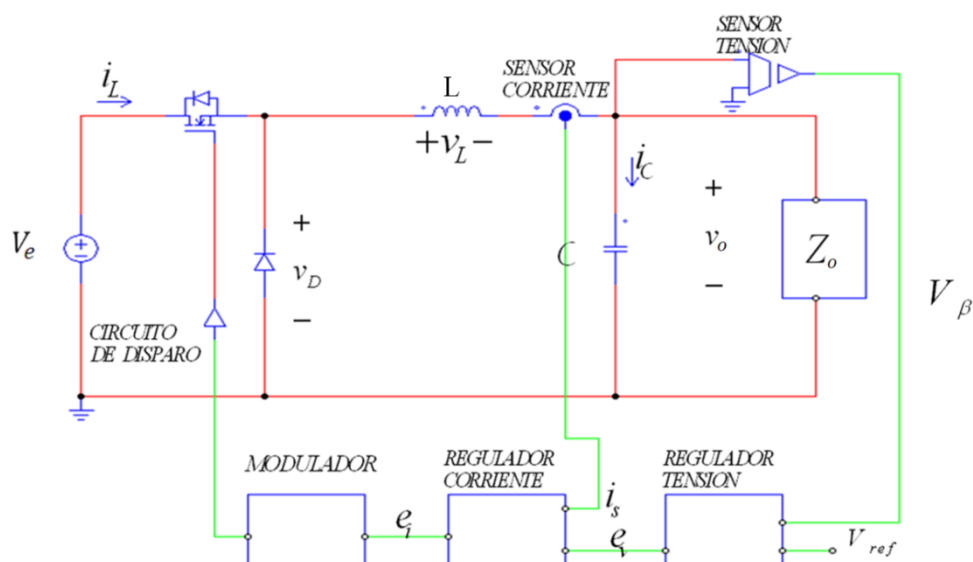 SENSOR
TENSION
i_L
L
SENSOR
CORRIENTE
+v_L−
i_C
+
v_o
−
Z_o
V_e
+
v_D
−
C
V_β
CIRCUITO
DE DISPARO
MODULADOR
REGULADOR
CORRIENTE
REGULADOR
TENSION
i_s
e_i
e_v
V_ref